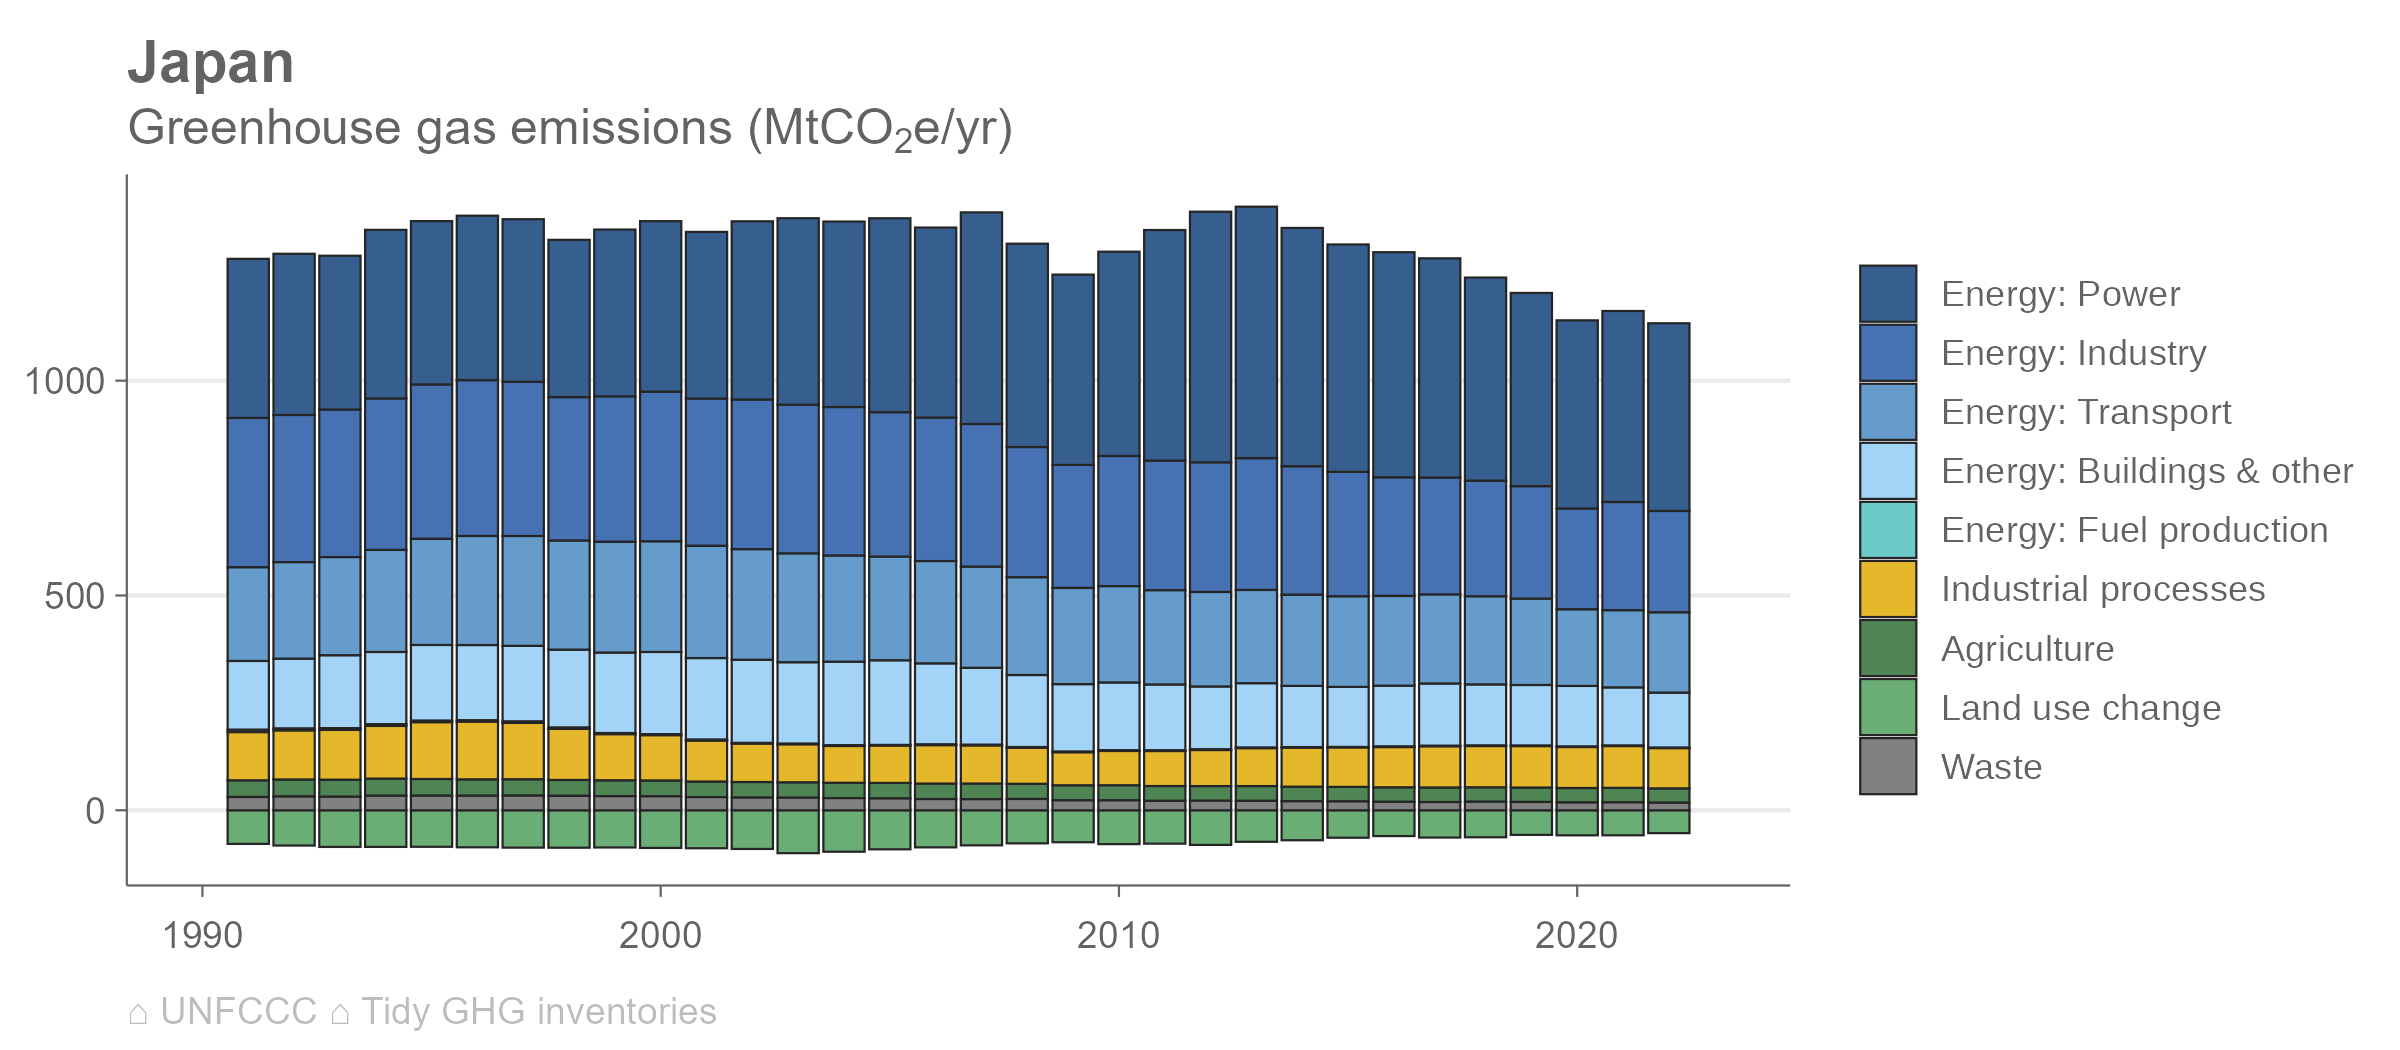 Japan
Greenhouse gas emissions (MtCO₂e/yr)
1000
500
0
1990
2000
2010
2020
Energy: Power
Energy: Industry
Energy: Transport
Energy: Buildings & other
Energy: Fuel production
Industrial processes
Agriculture
Land use change
Waste
⌂ UNFCCC ⌂ Tidy GHG inventories